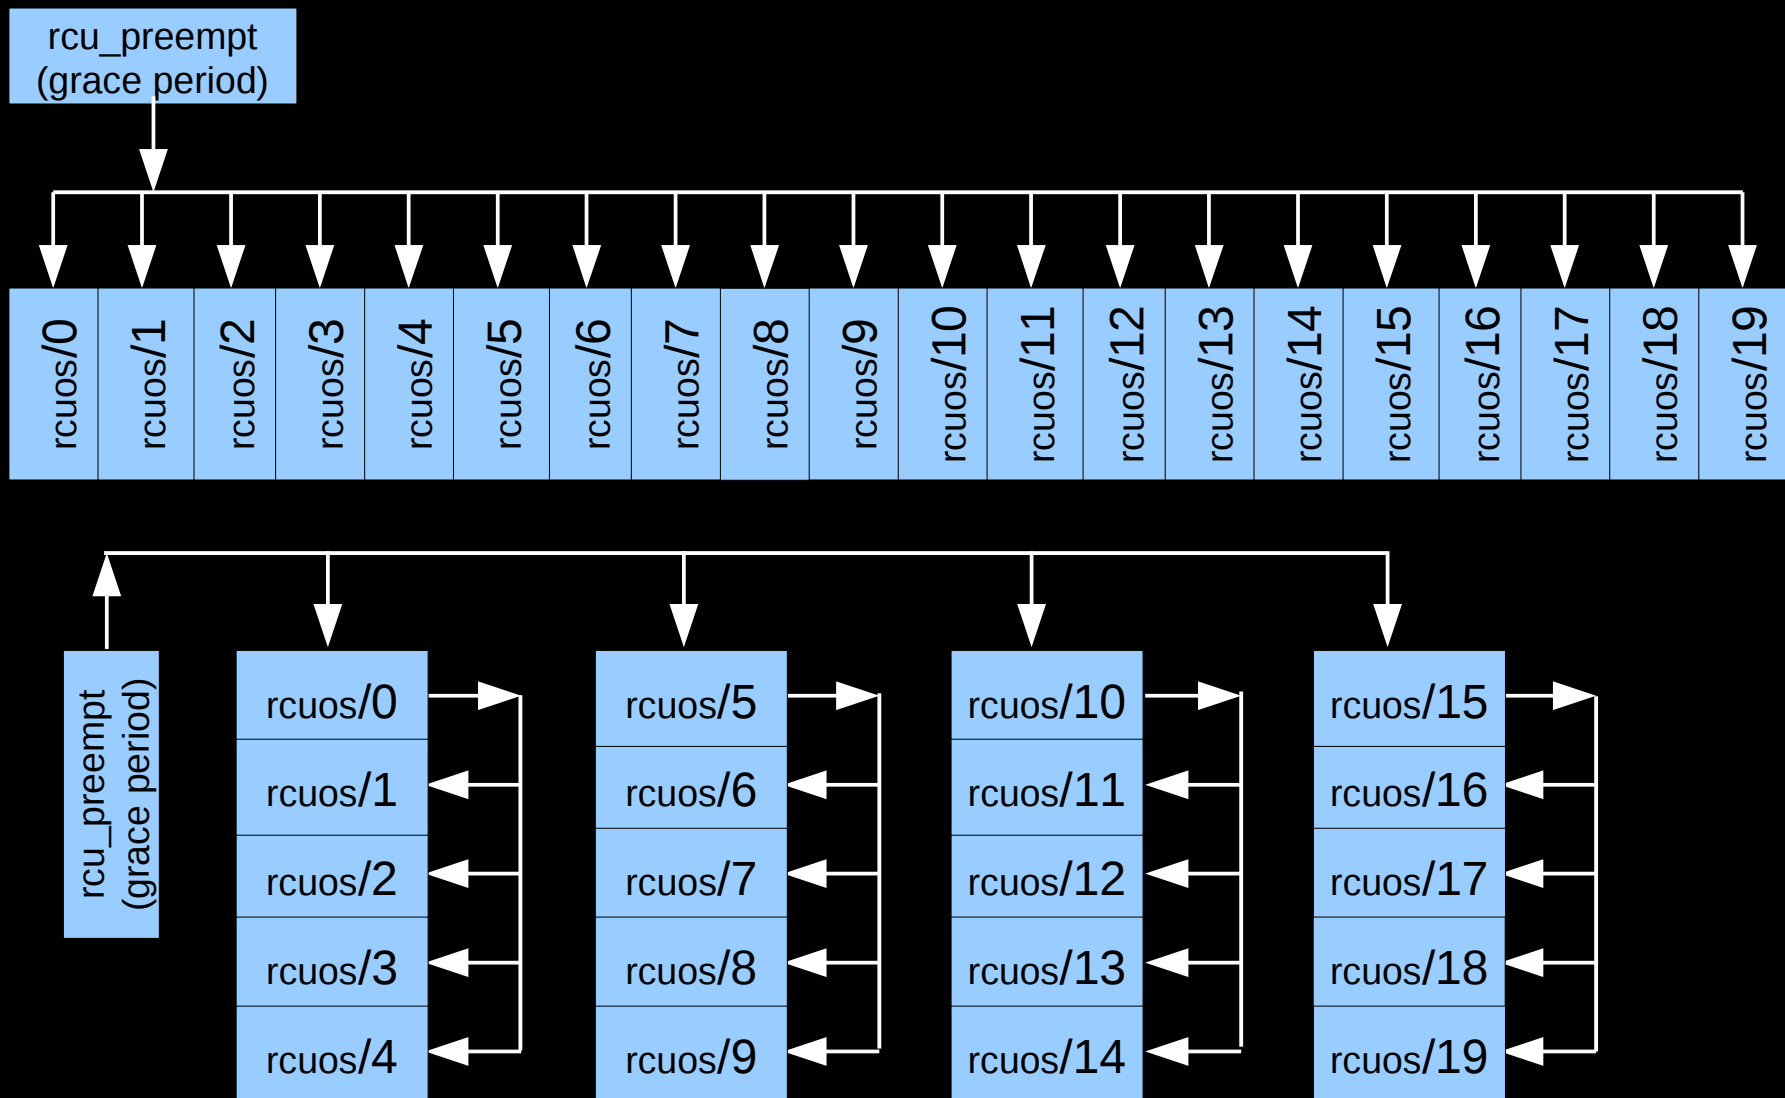 rcu_preempt
(grace period)
rcuos/0
rcuos/1
rcuos/2
rcuos/3
rcuos/4
rcuos/5
rcuos/6
rcuos/7
rcuos/8
rcuos/9
rcuos/10
rcuos/11
rcuos/12
rcuos/13
rcuos/14
rcuos/15
rcuos/16
rcuos/17
rcuos/18
rcuos/19
rcu_preempt
(grace period)
rcuos/0
rcuos/1
rcuos/2
rcuos/3
rcuos/4
rcuos/5
rcuos/6
rcuos/7
rcuos/8
rcuos/9
rcuos/10
rcuos/11
rcuos/12
rcuos/13
rcuos/14
rcuos/15
rcuos/16
rcuos/17
rcuos/18
rcuos/19